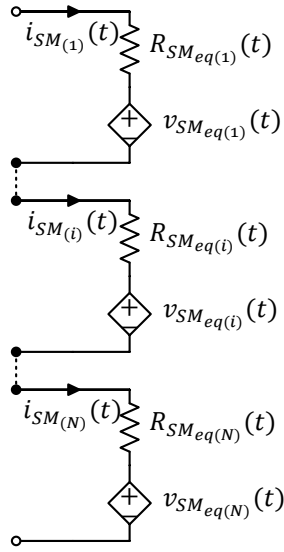 i_{SM_{(1)}}(t)
R_{SM_{eq(1)}}(t)
+
v_{SM_{eq(1)}}(t)
i_{SM_{(i)}}(t)
R_{SM_{eq(i)}}(t)
+
v_{SM_{eq(i)}}(t)
i_{SM_{(N)}}(t)
R_{SM_{eq(N)}}(t)
+
v_{SM_{eq(N)}}(t)